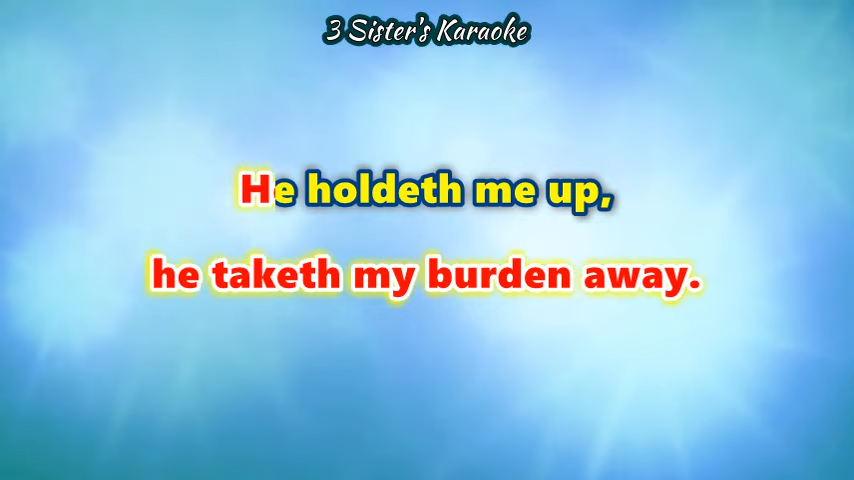 3 Sister's Karaoke
He holdeth me up,
he taketh my burden away.